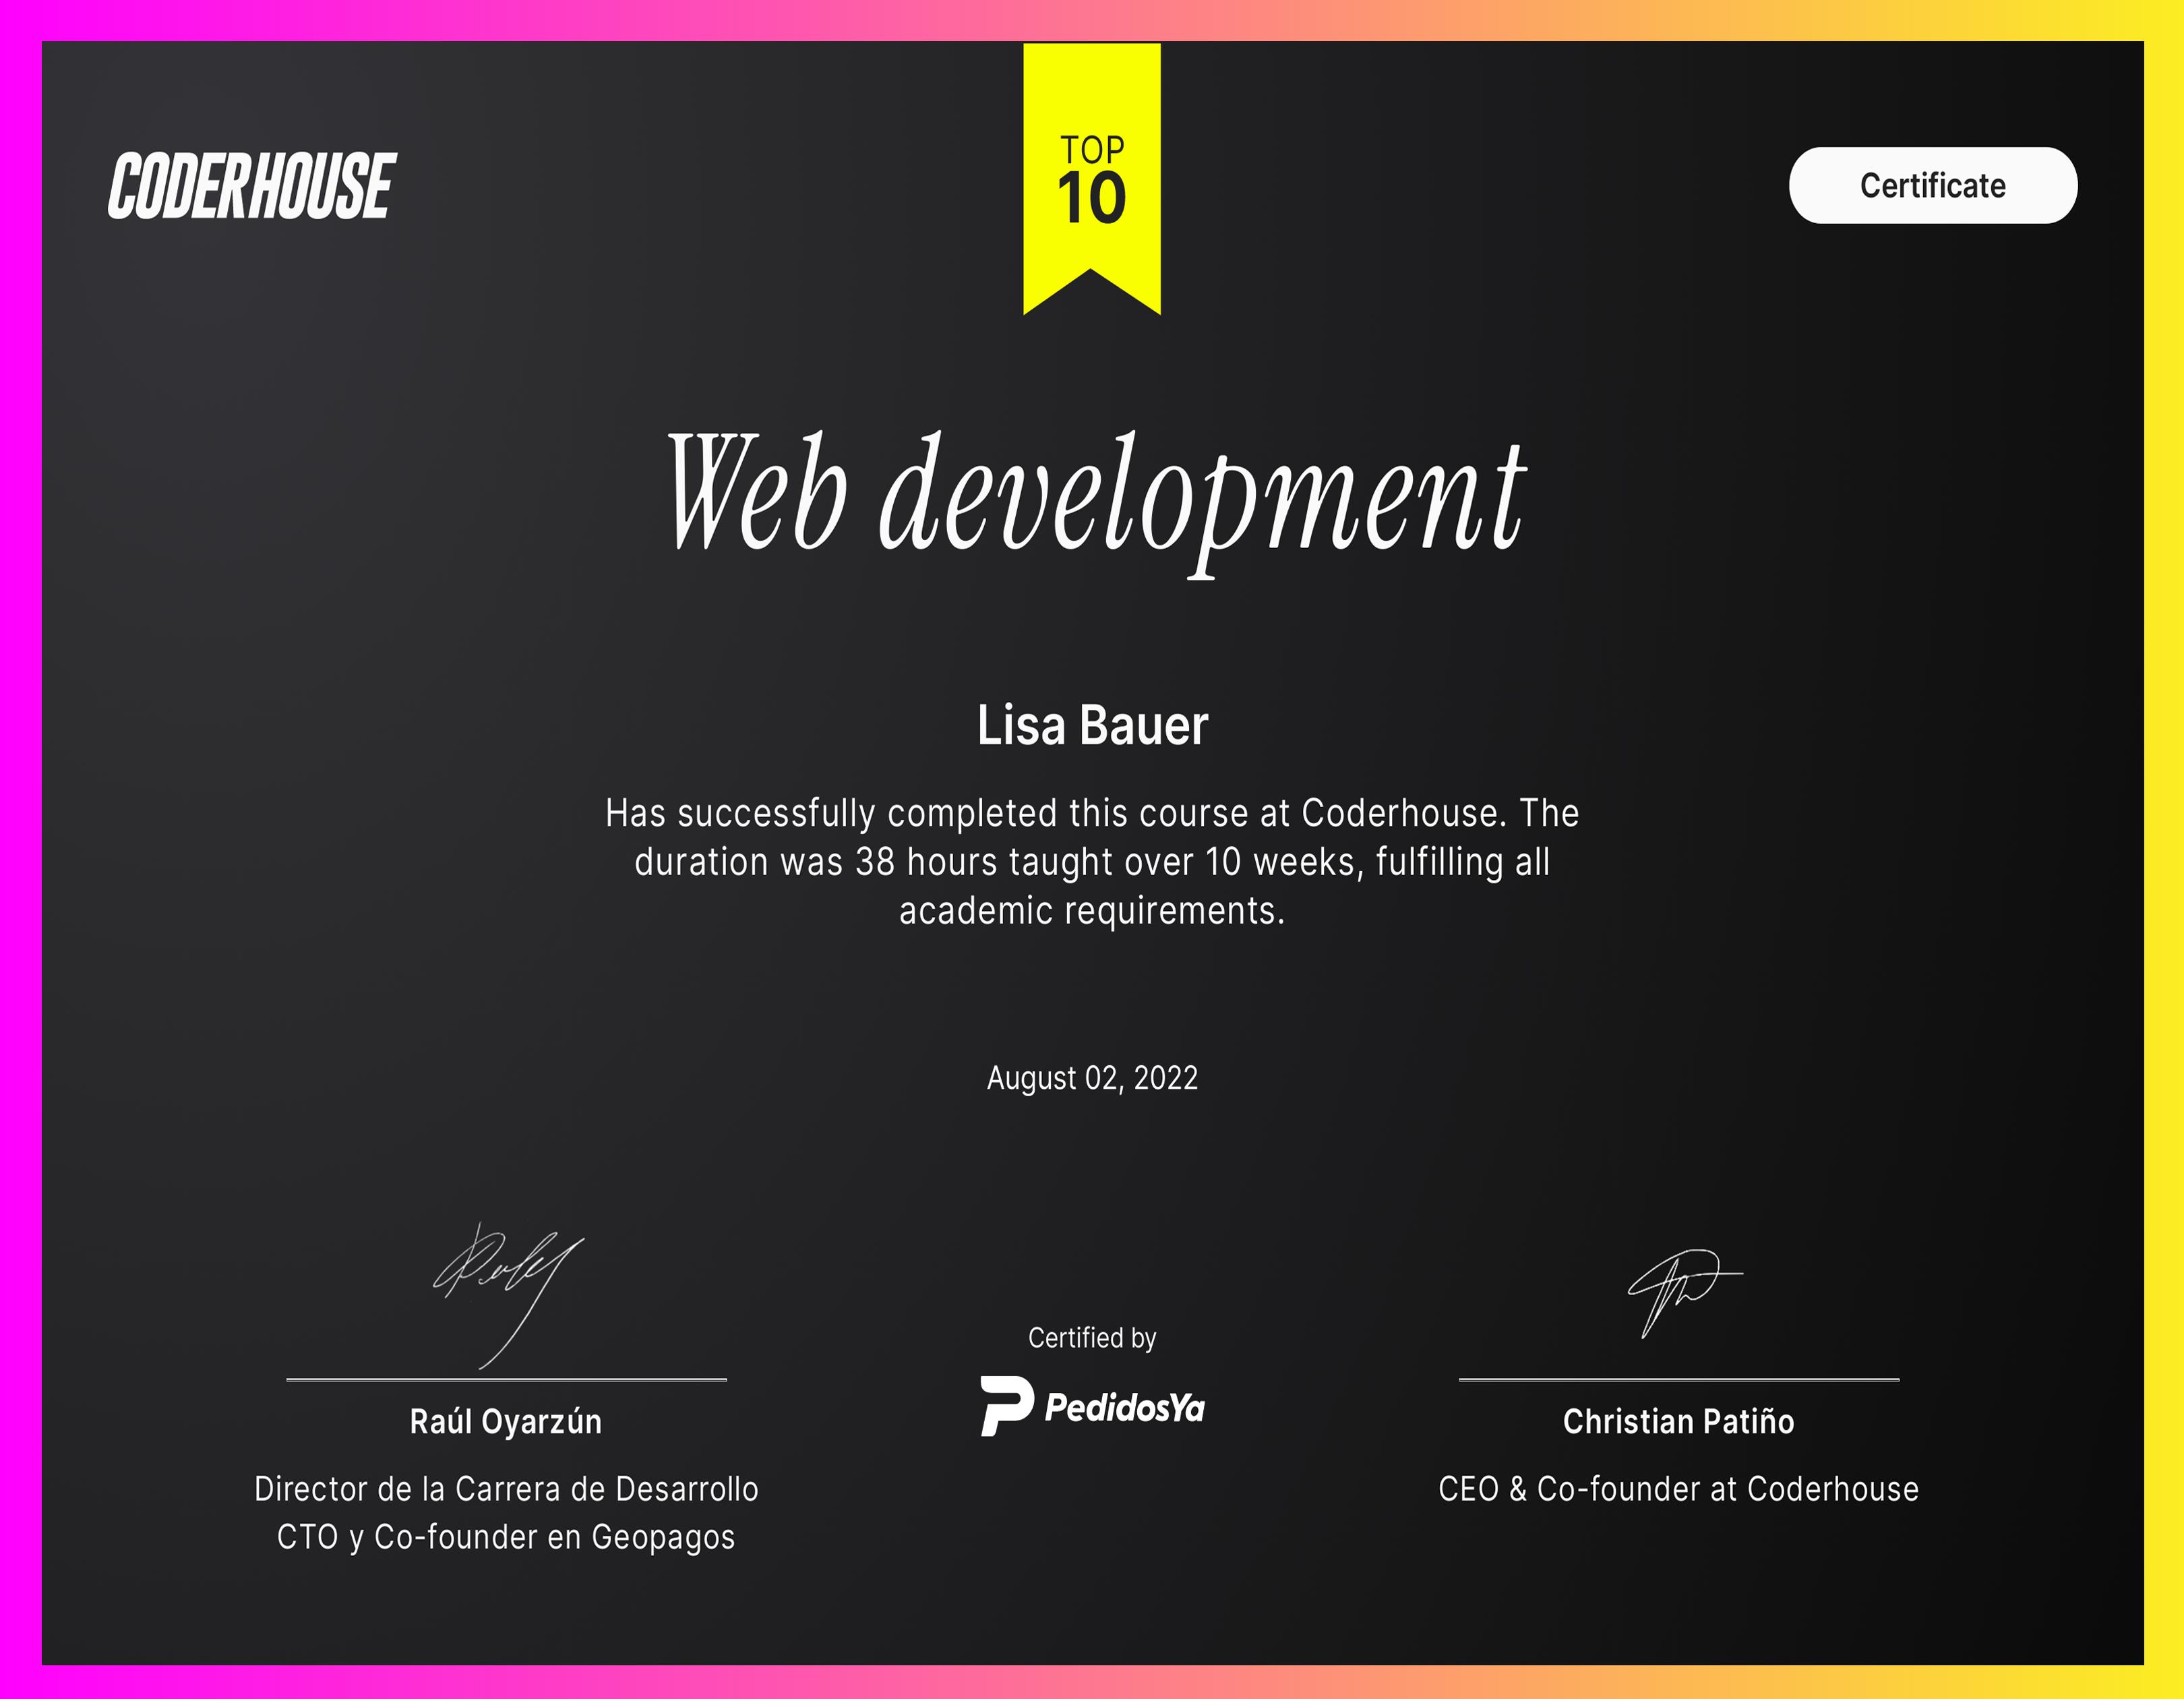 CODERHOUSE
TOP
10
Certificate
Web development
Lisa Bauer
Has successfully completed this course at Coderhouse. The
duration was 38 hours taught over 10 weeks, fulfilling all
academic requirements.
August 02, 2022
Certified by
PedidosYa
Raúl Oyarzún
Director de la Carrera de Desarrollo
CTO y Co-founder en Geopagos
Christian Patiño
CEO & Co-founder at Coderhouse